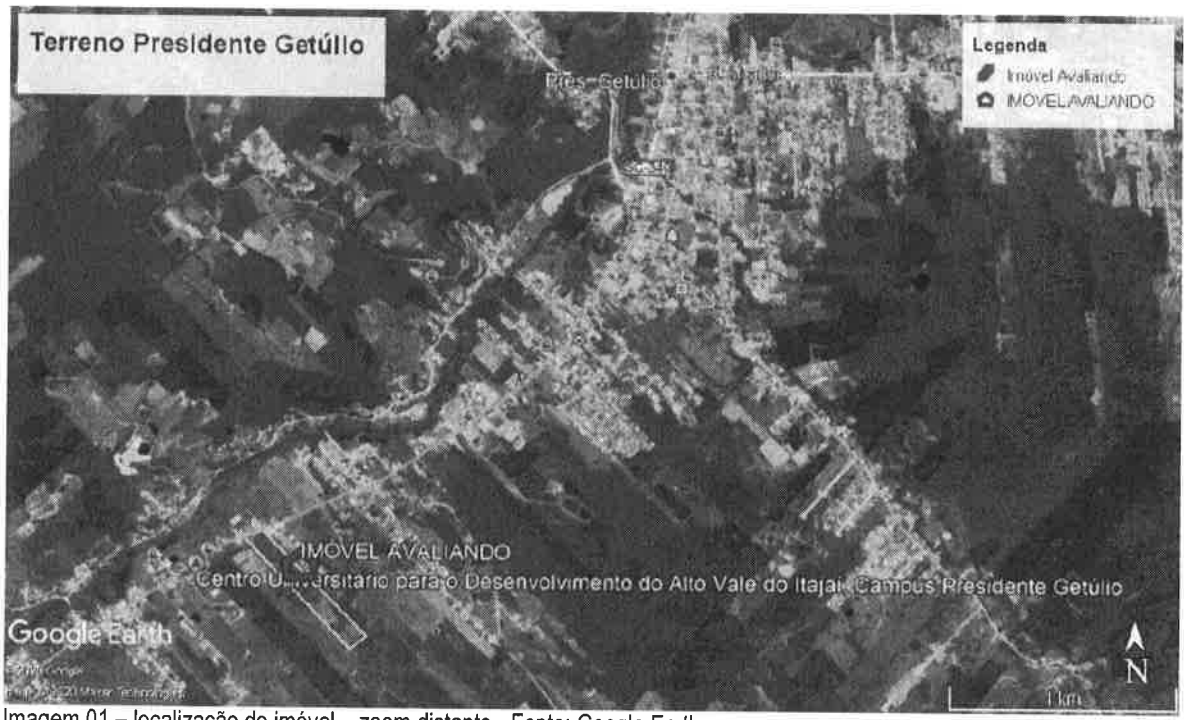 Terreno Presidente Getúlio
Legenda
Imóvel Avaliando
IMOVEL AVALIANDO
Pres. Getúlio
IMÓVEL AVALIANDO
Centro Universitário para o Desenvolvimento do Alto Vale do Itajaí - Campus Presidente Getúlio
Google Earth
N
1 km
Imagem 01 – localização do imóvel – zoom distante - Fonte: Google Earth